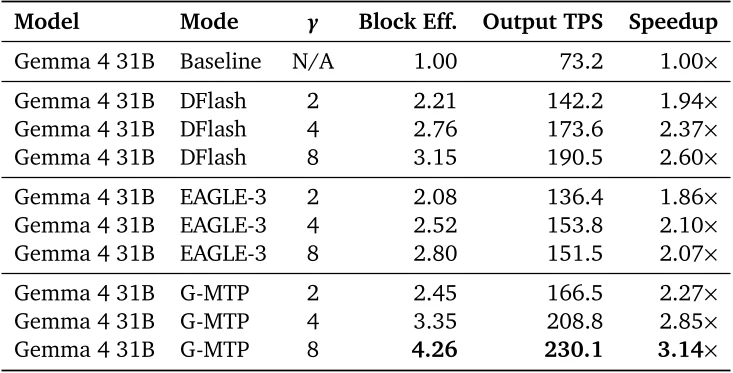 Model Mode γ Block Eff. Output TPS Speedup
Gemma 4 31B Baseline N/A 1.00 73.2 1.00×
Gemma 4 31B DFlash 2 2.21 142.2 1.94×
Gemma 4 31B DFlash 4 2.76 173.6 2.37×
Gemma 4 31B DFlash 8 3.15 190.5 2.60×
Gemma 4 31B EAGLE-3 2 2.08 136.4 1.86×
Gemma 4 31B EAGLE-3 4 2.52 153.8 2.10×
Gemma 4 31B EAGLE-3 8 2.80 151.5 2.07×
Gemma 4 31B G-MTP 2 2.45 166.5 2.27×
Gemma 4 31B G-MTP 4 3.35 208.8 2.85×
Gemma 4 31B G-MTP 8 4.26 230.1 3.14×